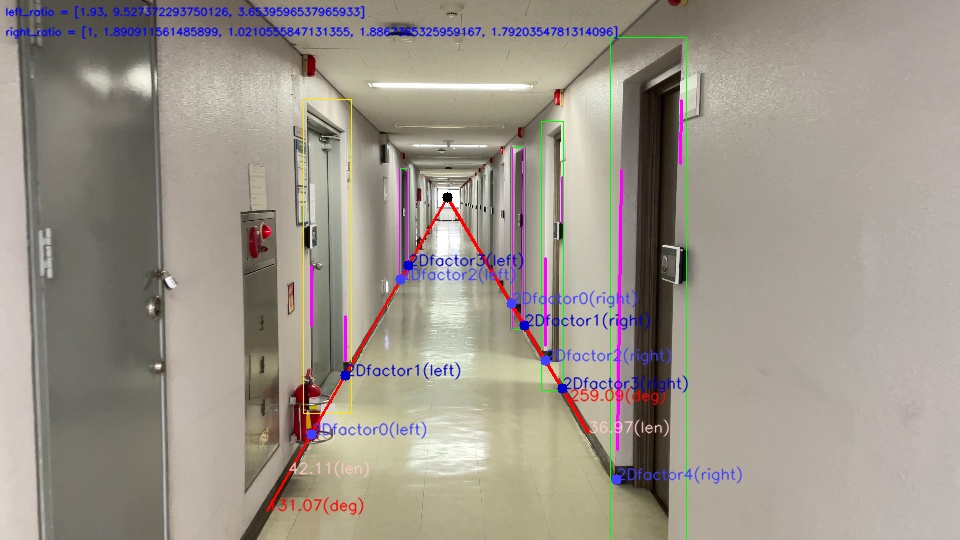 left_ratio = [1.93, 9.527372293750126, 3.6539596537965933]
right_ratio = [1, 1.890911561485899, 1.0210555847131355, 1.8867365325959167, 1.7920354781314096]
2Dfactor3(left)
2Dfactor2(left)
2Dfactor0(right)
2Dfactor1(right)
2Dfactor2(right)
2Dfactor1(left)
2Dfactor3(right)
259.09(deg)
36.97(len)
2Dfactor0(left)
42.11(len)
2Dfactor4(right)
31.07(deg)